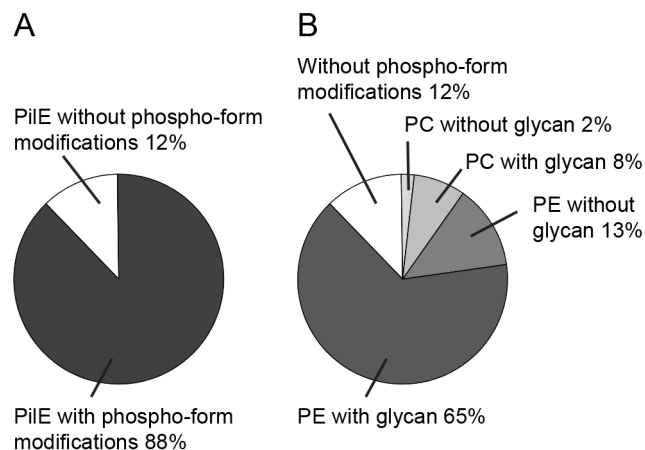 A
PilE without phospho-form
modifications 12%
PilE with phospho-form
modifications 88%
B
Without phospho-form
modifications 12%
PC without glycan 2%
PC with glycan 8%
PE without
glycan 13%
PE with glycan 65%